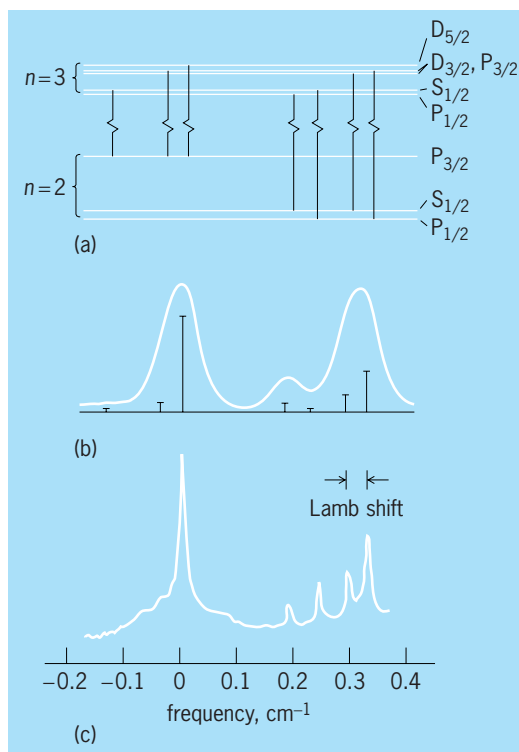 D5/2
n=3
D3/2, P3/2
S1/2
P1/2
P3/2
n=2
S1/2
P1/2
(a)
(b)
Lamb shift
−0.2 −0.1 0 0.1 0.2 0.3 0.4
frequency, cm−1
(c)